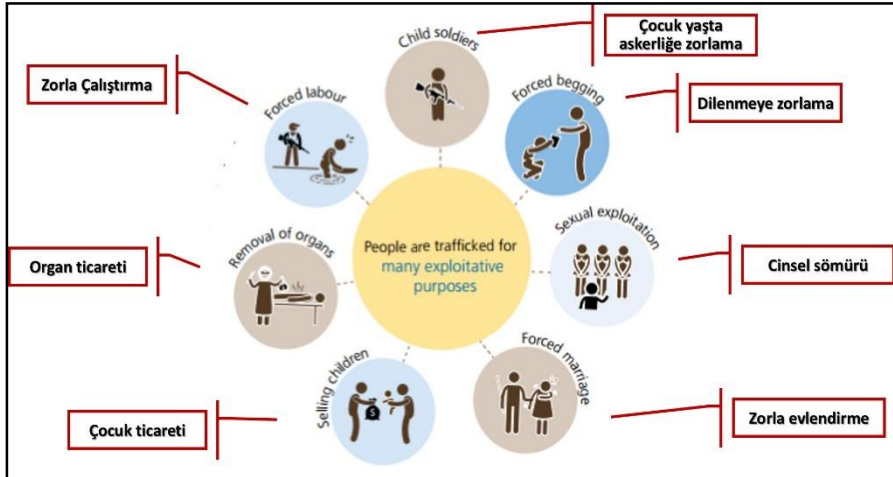 Child soldiers
Çocuk yaşta
askerliğe zorlama
Zorla Çalıştırma
Forced labour
Forced begging
Dilenmeye zorlama
People are trafficked for
many exploitative
purposes
Organ ticareti
Removal of organs
Sexual exploitation
Cinsel sömürü
Çocuk ticareti
Selling children
$
Forced marriage
Zorla evlendirme